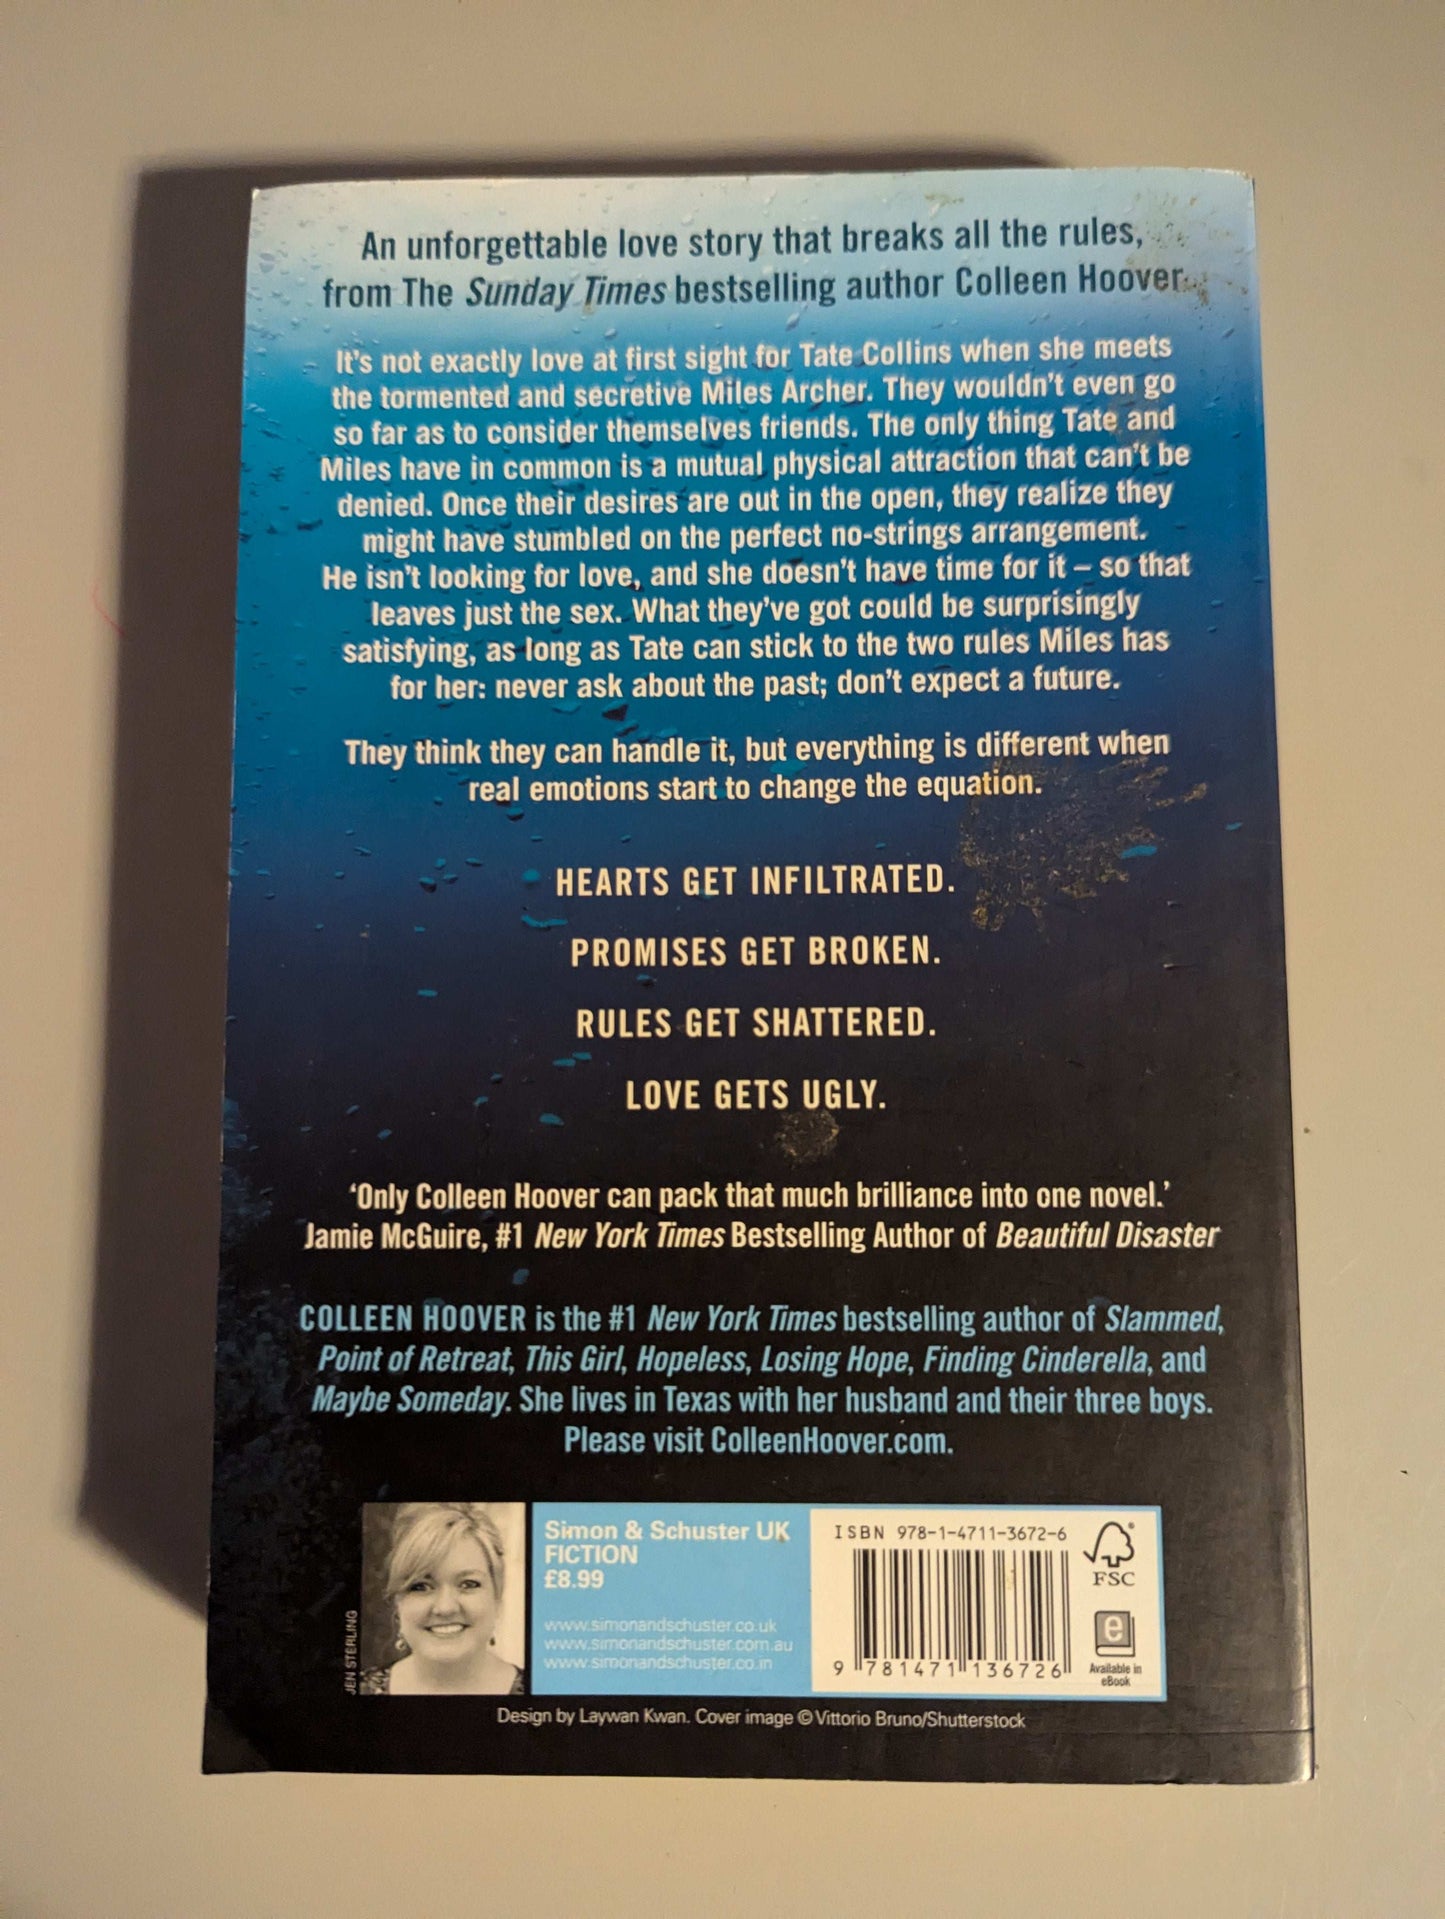 An unforgettable love story that breaks all the rules,
from The Sunday Times bestselling author Colleen Hoover.
It's not exactly love at first sight for Tate Collins when she meets
the tormented and secretive Miles Archer. They wouldn't even go
so far as to consider themselves friends. The only thing Tate and
Miles have in common is a mutual physical attraction that can't be
denied. Once their desires are out in the open, they realize they
might have stumbled on the perfect no-strings arrangement.
He isn't looking for love, and she doesn't have time for it – so that
leaves just the sex. What they've got could be surprisingly
satisfying, as long as Tate can stick to the two rules Miles has
for her: never ask about the past; don't expect a future.
They think they can handle it, but everything is different when
real emotions start to change the equation.
HEARTS GET INFILTRATED.
PROMISES GET BROKEN.
RULES GET SHATTERED.
LOVE GETS UGLY.
'Only Colleen Hoover can pack that much brilliance into one novel.'
Jamie McGuire, #1 New York Times Bestselling Author of Beautiful Disaster
COLLEEN HOOVER is the #1 New York Times bestselling author of Slammed,
Point of Retreat, This Girl, Hopeless, Losing Hope, Finding Cinderella, and
Maybe Someday. She lives in Texas with her husband and their three boys.
Please visit ColleenHoover.com.
JEN STERLING
Simon & Schuster UK
FICTION
£8.99
www.simonandschuster.co.uk
www.simonandschuster.com.au
www.simonandschuster.co.in
ISBN 978-1-4711-3672-6
9 781471 136726
FSC
e
Available in
eBook
Design by Laywan Kwan. Cover image © Vittorio Bruno/Shutterstock